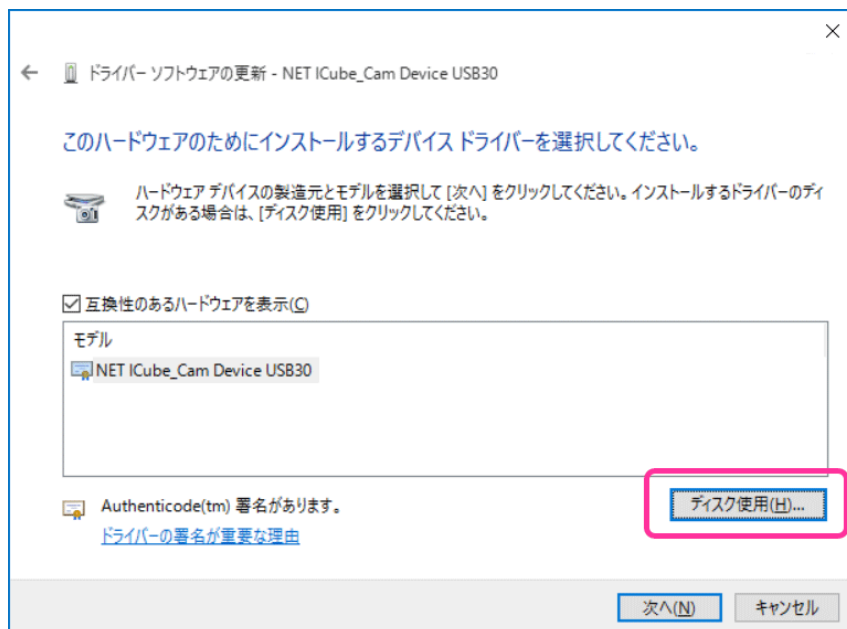 ドライバー ソフトウェアの更新 - NET ICube_Cam Device USB30
このハードウェアのためにインストールするデバイス ドライバーを選択してください。
ハードウェア デバイスの製造元とモデルを選択して [次へ] をクリックしてください。インストールするドライバーのディ
スクがある場合は、[ディスク使用] をクリックしてください。
互換性のあるハードウェアを表示(C)
モデル
NET ICube_Cam Device USB30
Authenticode(tm) 署名があります。
ディスク使用(H)...
ドライバーの署名が重要な理由
次へ(N)
キャンセル